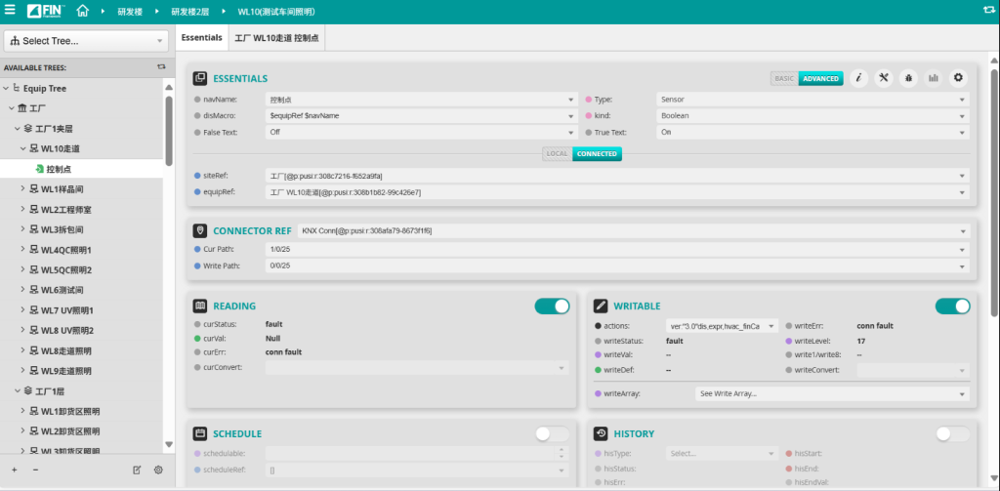 FIN
研发楼
研发楼2层
WL10(测试车间照明)
Select Tree...
AVAILABLE TREES:
Equip Tree
工厂
工厂1夹层
WL10走道
控制点
WL1样品间
WL2工程师室
WL3拆包间
WL4QC照明1
WL5QC照明2
WL6测试间
WL7 UV照明1
WL8 UV照明2
WL8走道照明
WL9走道照明
工厂1层
WL1卸货区照明
WL2卸货区照明
WL3卸货区照明
Essentials
工厂 WL10走道 控制点
ESSENTIALS
BASIC ADVANCED
navName: 控制点
Type: Sensor
disMacro: $equipRef $navName
kind: Boolean
False Text: Off
True Text: On
LOCAL CONNECTED
siteRef: 工厂[@p:pusi:r:308c7216-f652a9fa]
equipRef: 工厂 WL10走道[@p:pusi:r:308b1b82-99c426e7]
CONNECTOR REF KNX Conn[@p:pusi:r:308afa79-8673f1f6]
Cur Path: 1/0/25
Write Path: 0/0/25
READING
curStatus: fault
curVal: Null
curErr: conn fault
curConvert:
WRITABLE
actions: ver:"3.0"dis,expr,hvac_finCa
writeErr: conn fault
writeStatus: fault
writeLevel: 17
writeVal: --
write1/write8: --
writeDef: --
writeConvert:
writeArray: See Write Array...
SCHEDULE
schedulable:
scheduleRef: []
HISTORY
hisType: Select...
hisStart:
hisStatus:
hisEnd:
hisErr:
hisEndVal: